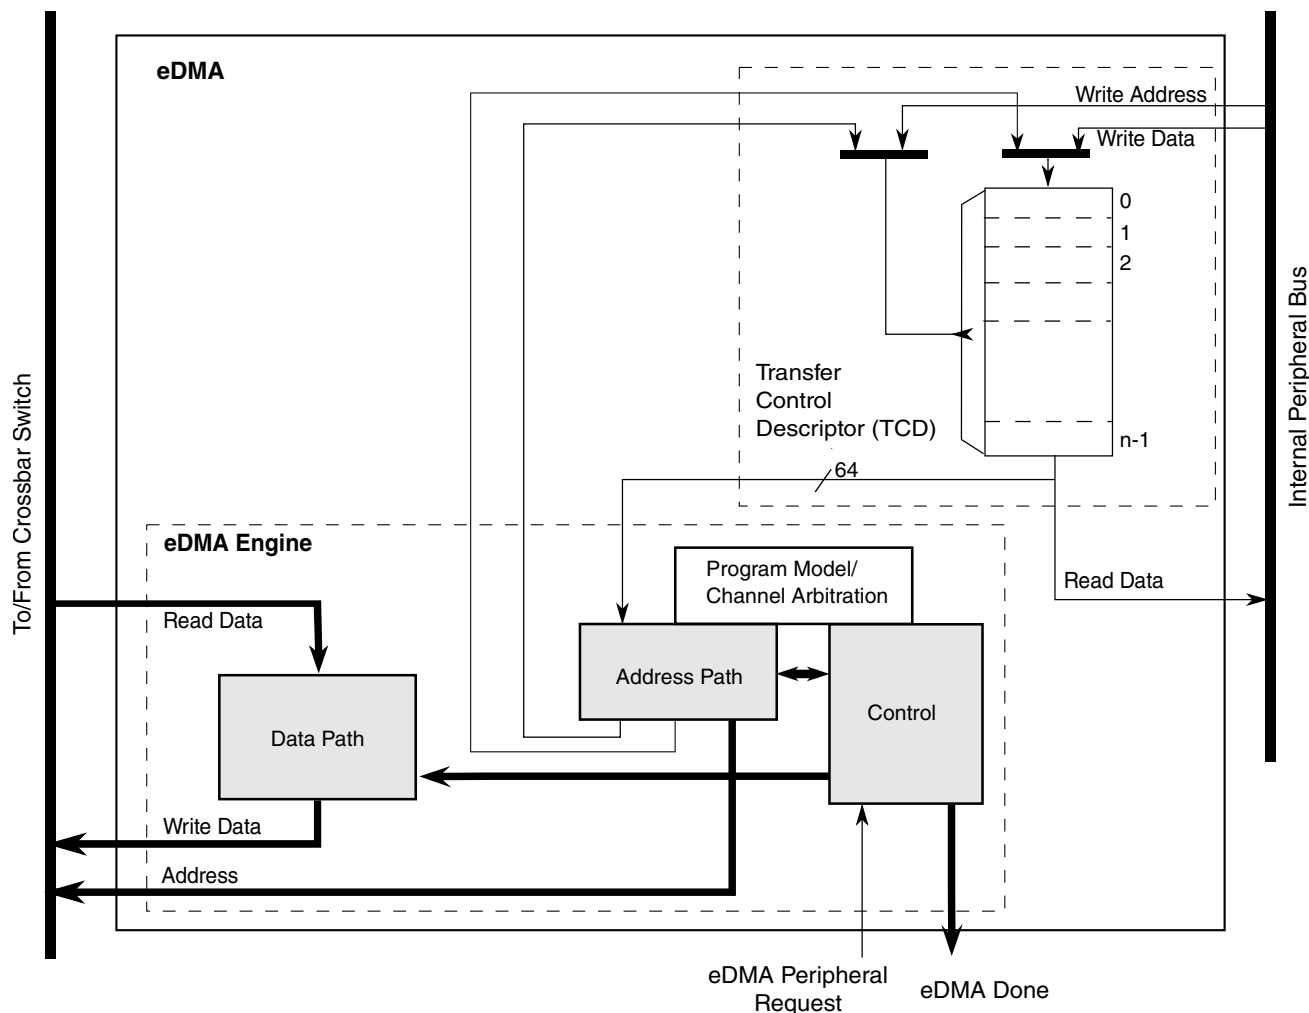 eDMA
Write Address
Write Data
0
1
2
n-1
Transfer
Control
Descriptor (TCD)
64
To/From Crossbar Switch
Internal Peripheral Bus
eDMA Engine
Program Model/
Channel Arbitration
Read Data
Read Data
Address Path
Control
Data Path
Write Data
Address
eDMA Peripheral
Request
eDMA Done